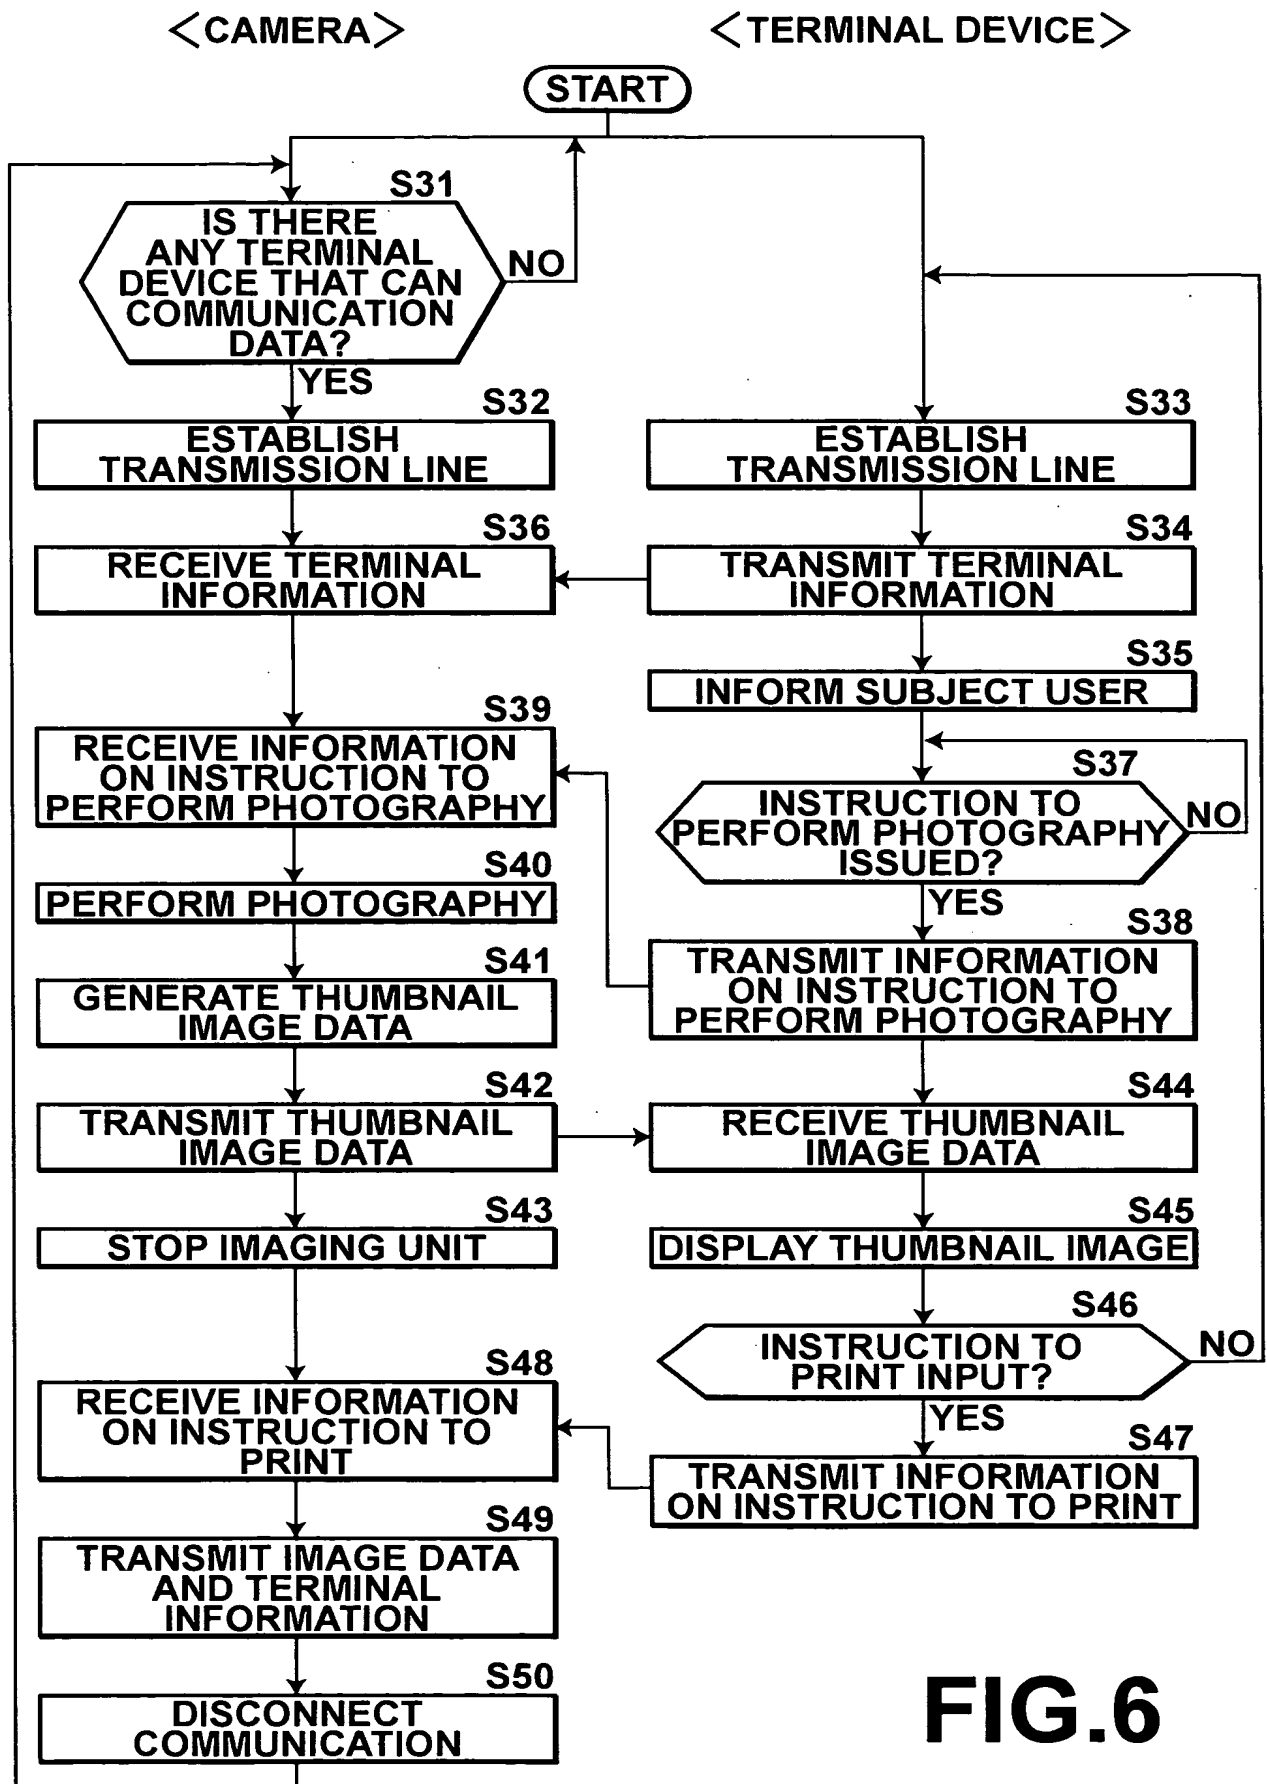 <CAMERA>
<TERMINAL DEVICE>
START
S31
IS THERE
ANY TERMINAL
DEVICE THAT CAN
COMMUNICATION
DATA?
NO
YES
S32
ESTABLISH
TRANSMISSION LINE
S33
ESTABLISH
TRANSMISSION LINE
S36
RECEIVE TERMINAL
INFORMATION
S34
TRANSMIT TERMINAL
INFORMATION
S35
INFORM SUBJECT USER
S39
RECEIVE INFORMATION
ON INSTRUCTION TO
PERFORM PHOTOGRAPHY
S37
INSTRUCTION TO
PERFORM PHOTOGRAPHY
ISSUED?
NO
YES
S40
PERFORM PHOTOGRAPHY
S38
TRANSMIT INFORMATION
ON INSTRUCTION TO
PERFORM PHOTOGRAPHY
S41
GENERATE THUMBNAIL
IMAGE DATA
S42
TRANSMIT THUMBNAIL
IMAGE DATA
S44
RECEIVE THUMBNAIL
IMAGE DATA
S43
STOP IMAGING UNIT
S45
DISPLAY THUMBNAIL IMAGE
S46
INSTRUCTION TO
PRINT INPUT?
NO
YES
S48
RECEIVE INFORMATION
ON INSTRUCTION TO
PRINT
S47
TRANSMIT INFORMATION
ON INSTRUCTION TO PRINT
S49
TRANSMIT IMAGE DATA
AND TERMINAL
INFORMATION
S50
DISCONNECT
COMMUNICATION
FIG.6